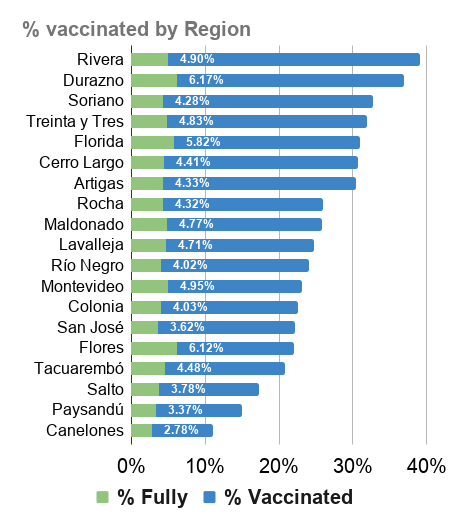 % vaccinated by Region
Rivera 4.90%
Durazno 6.17%
Soriano 4.28%
Treinta y Tres 4.83%
Florida 5.82%
Cerro Largo 4.41%
Artigas 4.33%
Rocha 4.32%
Maldonado 4.77%
Lavalleja 4.71%
Río Negro 4.02%
Montevideo 4.95%
Colonia 4.03%
San José 3.62%
Flores 6.12%
Tacuarembó 4.48%
Salto 3.78%
Paysandú 3.37%
Canelones 2.78%
0% 10% 20% 30% 40%
% Fully % Vaccinated